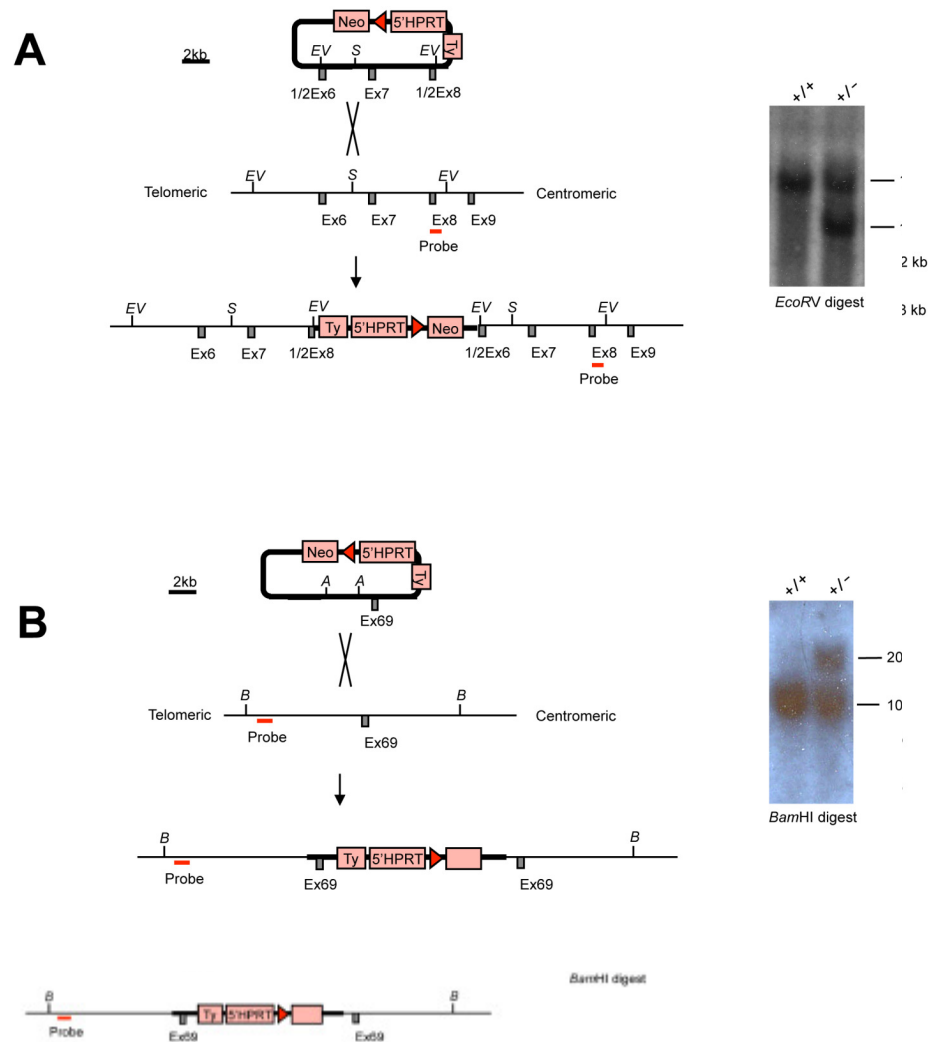 A
2kb
Neo
5'HPRT
Ty
EV
S
EV
1/2Ex6
Ex7
1/2Ex8
+/+
+/-
Telomeric
EV
S
EV
Centromeric
Ex6
Ex7
Ex8
Ex9
Probe
2 kb
EcoRV digest
EV
S
EV
Ty
5'HPRT
Neo
EV
S
EV
Ex6
Ex7
1/2Ex8
1/2Ex6
Ex7
Ex8
Ex9
Probe
B
2kb
Neo
5'HPRT
Ty
A
A
Ex69
+/+
+/-
20
10
Telomeric
B
B
Centromeric
Probe
Ex69
BamHI digest
B
B
Ty
5'HPRT
Probe
Ex69
Ex69
BamHI digest
B
B
Ty
5'HPRT
Probe
Ex69
Ex69